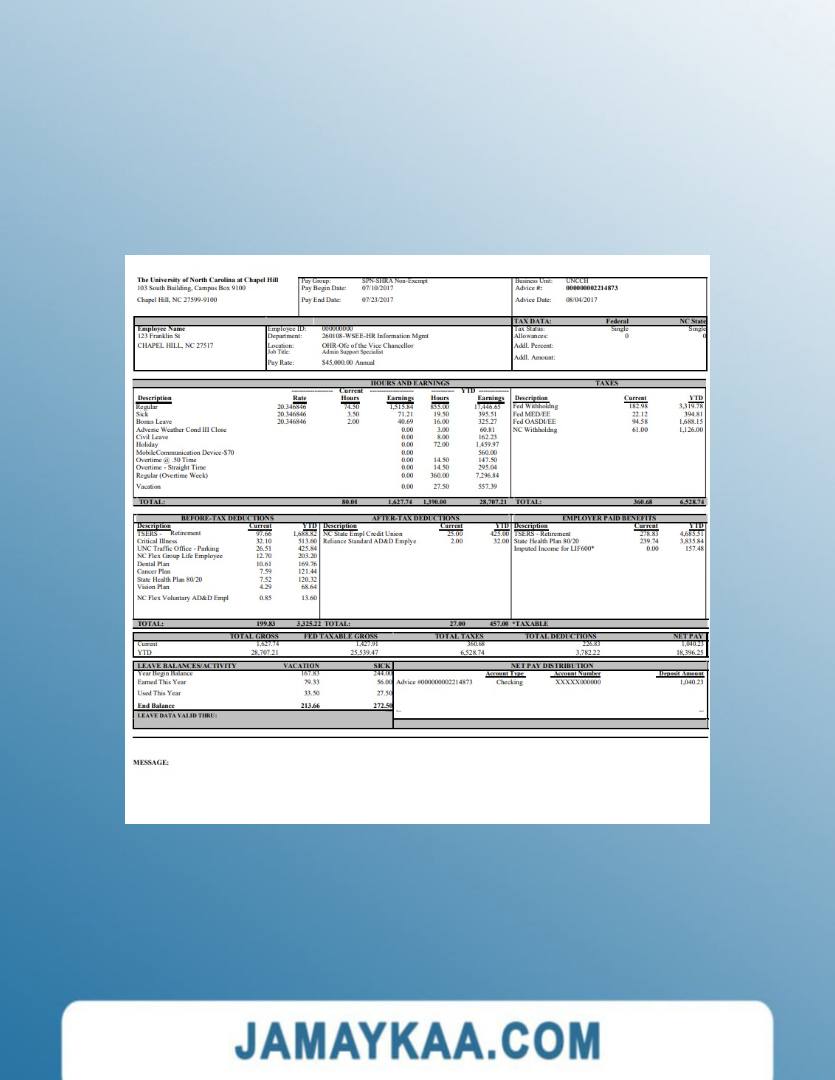 The University of North Carolina at Chapel Hill
103 South Building, Campus Box 9100
Chapel Hill, NC 27599-9100
Pay Group: SPN-SHRA Non-Exempt
Pay Begin Date: 07/10/2017
Pay End Date: 07/23/2017
Business Unit: UNCCH
Advice #: 000000002214873
Advice Date: 08/04/2017
Employee Name
123 Franklin St
CHAPEL HILL, NC 27517
Employee ID: 000000000
Department: 260108-WSEE-HR Information Mgmt
Location: OHR-Ofc of the Vice Chancellor
Job Title: Admin Support Specialist
Pay Rate: $45,000.00 Annual
TAX DATA: Federal NC State
Tax Status: Single Single
Allowances: 0 0
Addl. Percent:
Addl. Amount:
HOURS AND EARNINGS
Current YTD
Description Rate Hours Earnings Hours Earnings
Regular 20.346846 74.50 1,515.84 855.00 17,446.65
Sick 20.346846 3.50 71.21 19.50 395.51
Bonus Leave 20.346846 2.00 40.69 16.00 325.27
Adverse Weather Cond III Close 0.00 3.00 60.81
Civil Leave 0.00 8.00 162.23
Holiday 0.00 72.00 1,459.97
MobileCommunication Device-$70 0.00 560.00
Overtime @ .50 Time 0.00 14.50 147.50
Overtime - Straight Time 0.00 14.50 295.04
Regular (Overtime Week) 0.00 360.00 7,296.84
Vacation 0.00 27.50 557.39
TOTAL: 80.04 1,627.74 1,390.00 28,707.21
TAXES
Description Current YTD
Fed Withholdng 182.98 3,319.78
Fed MED/EE 22.12 394.81
Fed OASDI/EE 94.58 1,688.15
NC Withholdng 61.00 1,126.00
TOTAL: 360.68 6,528.74
BEFORE-TAX DEDUCTIONS
Description Current YTD
TSERS - Retirement 97.66 1,688.82
Critical Illness 32.10 513.60
UNC Traffic Office - Parking 26.51 425.84
NC Flex Group Life Employee 12.70 203.20
Dental Plan 10.61 169.76
Cancer Plan 7.59 121.44
State Health Plan 80/20 7.52 120.32
Vision Plan 4.29 68.64
NC Flex Voluntary AD&D Empl 0.85 13.60
TOTAL: 199.83 3,325.22
AFTER-TAX DEDUCTIONS
Description Current YTD
NC State Empl Credit Union 25.00 425.00
Reliance Standard AD&D Emplye 2.00 32.00
TOTAL: 27.00 457.00
EMPLOYER PAID BENEFITS
Description Current YTD
TSERS - Retirement 278.83 4,685.51
State Health Plan 80/20 239.74 3,835.84
Imputed Income for LIF600* 0.00 157.48
*TAXABLE
TOTAL GROSS FED TAXABLE GROSS TOTAL TAXES TOTAL DEDUCTIONS NET PAY
Current 1,627.74 1,427.91 360.68 226.83 1,040.23
YTD 28,707.21 25,539.47 6,528.74 3,782.22 18,396.25
LEAVE BALANCES/ACTIVITY VACATION SICK
Year Begin Balance 167.83 244.00
Earned This Year 79.33 56.00
Used This Year 33.50 27.50
End Balance 213.66 272.50
LEAVE DATA VALID THRU:
NET PAY DISTRIBUTION
Account Type Account Number Deposit Amount
Advice #000000002214873 Checking XXXXX000000 1,040.23
MESSAGE:
JAMAYKAA.COM